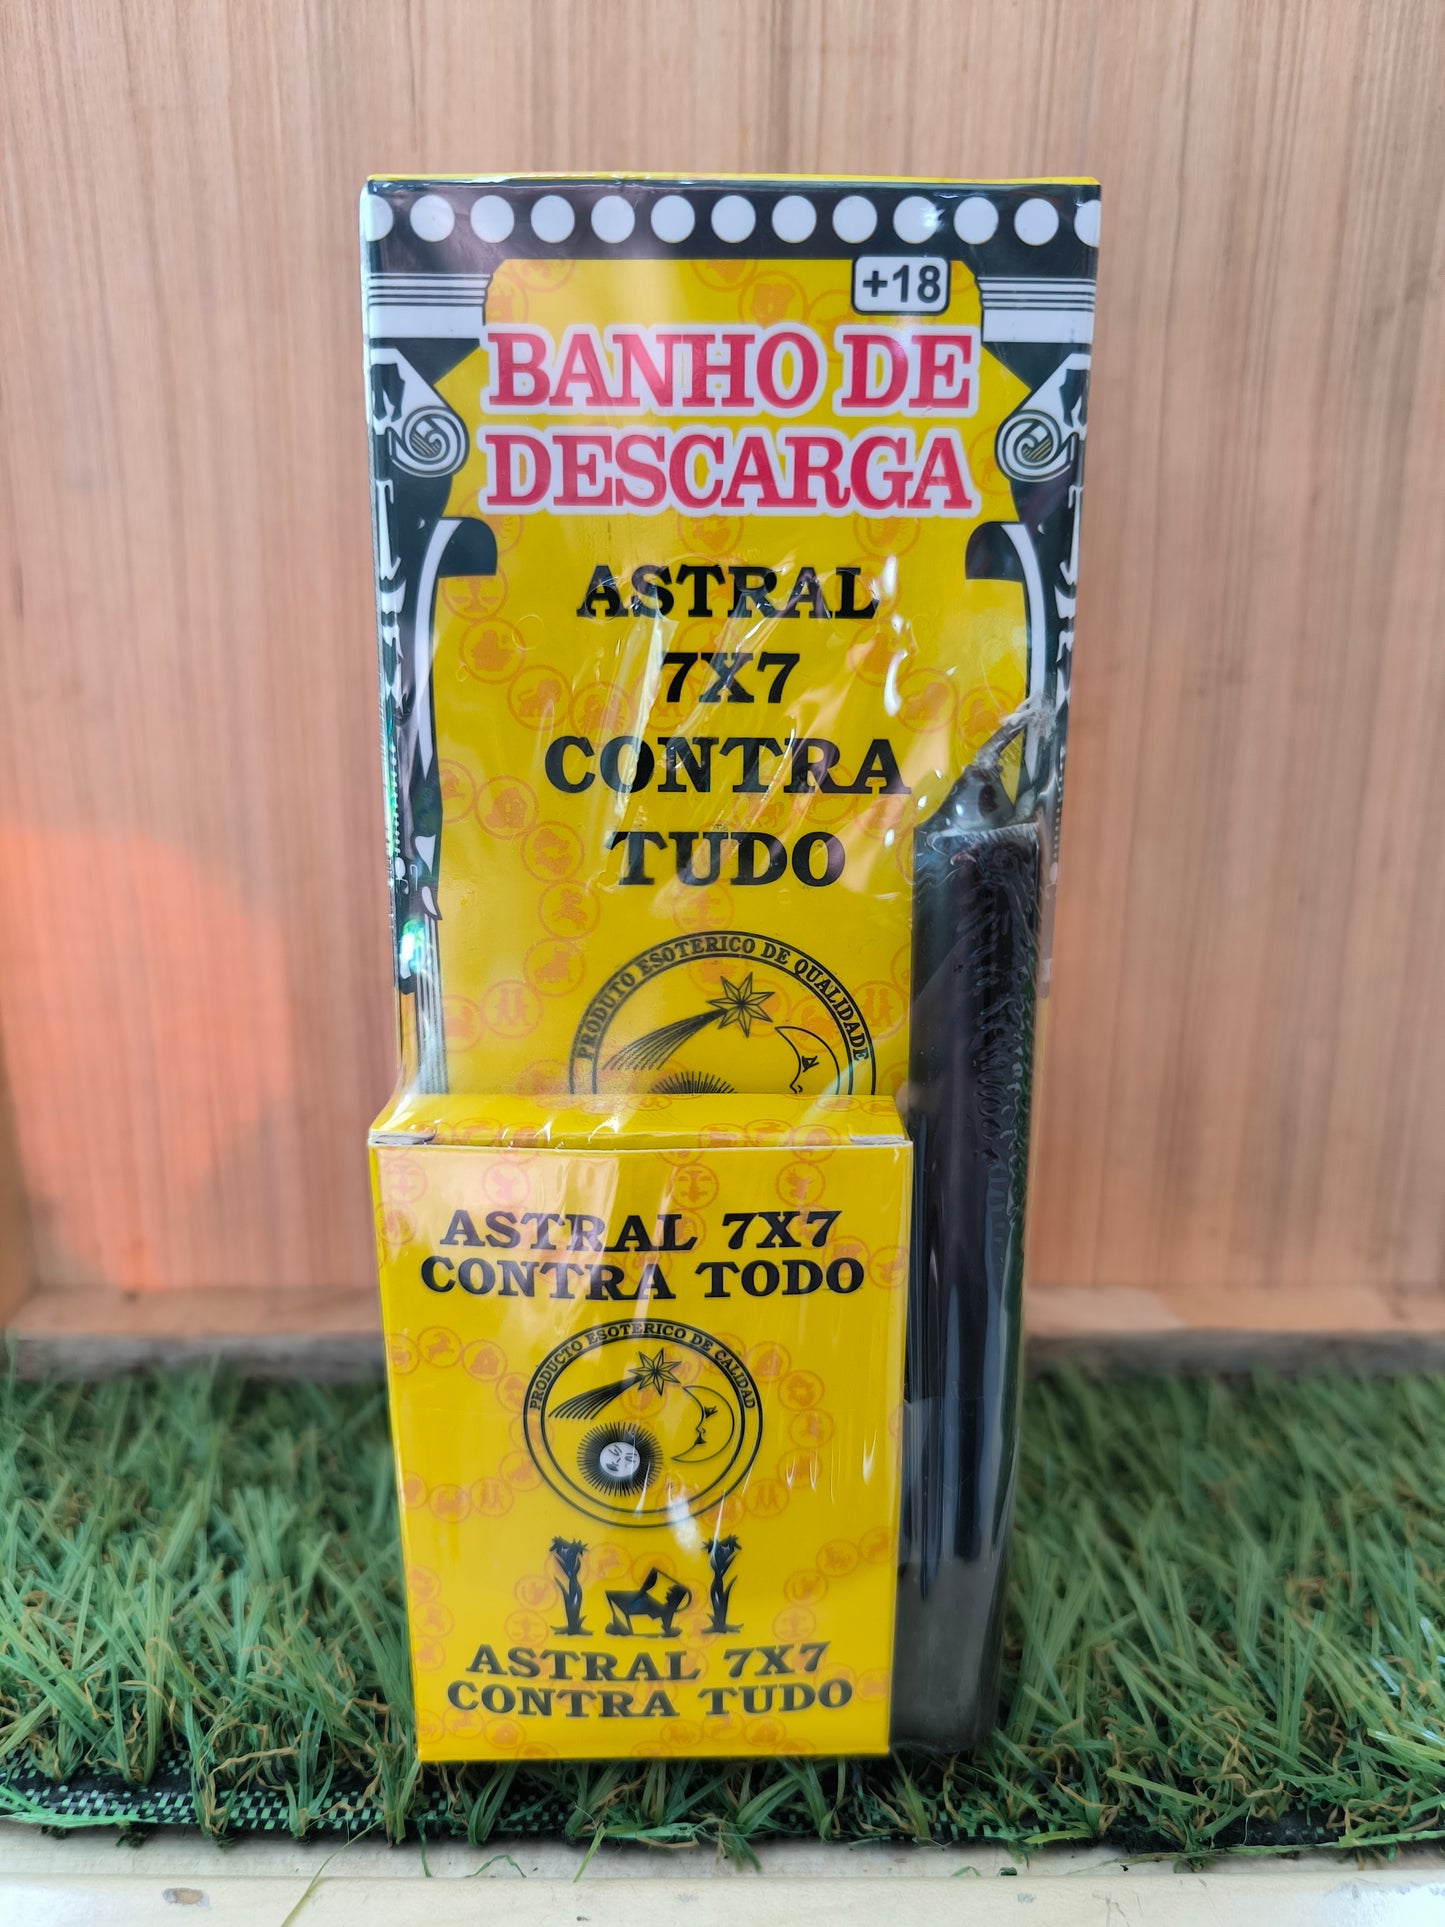 +18
BANHO DE
DESCARGA
ASTRAL
7X7
CONTRA
TUDO
PRODUTO ESOTERICO DE QUALIDADE
ASTRAL 7X7
CONTRA TODO
PRODUCTO ESOTERICO DE CALIDAD
ASTRAL 7X7
CONTRA TUDO